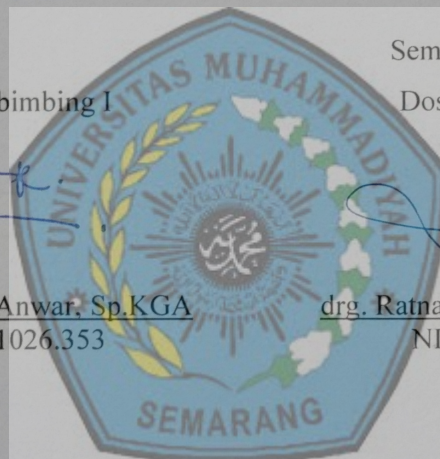 Sem
bimbing I
Dos
UNIVERSITAS MUHAMMADIYAH
Anwar, Sp.KGA
drg. Ratna
1026.353
NI
SEMARANG